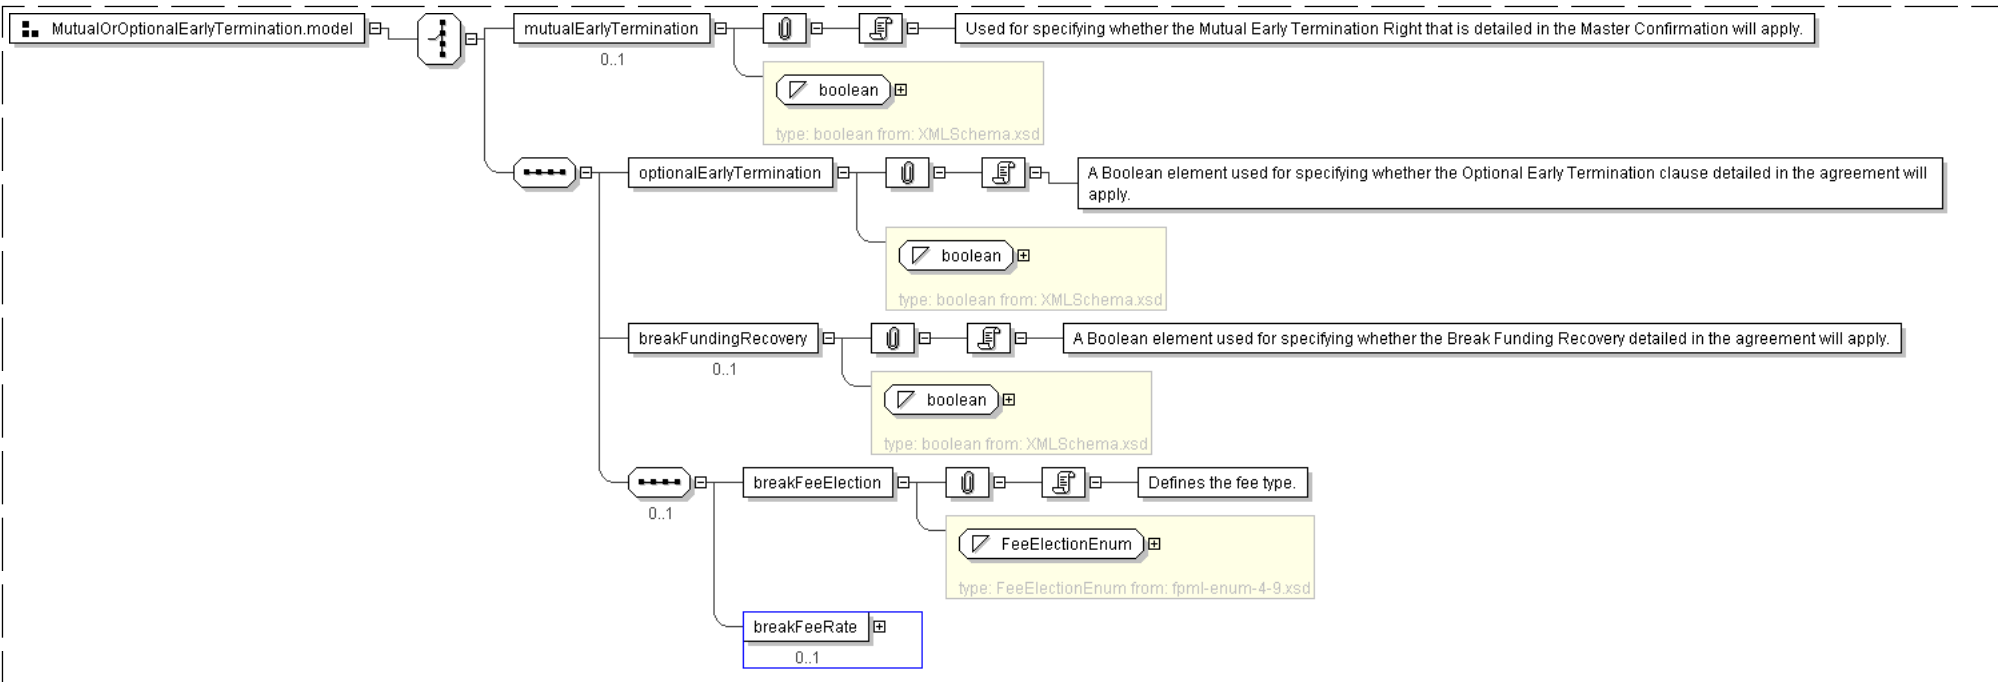 MutualOrOptionalEarlyTermination.model
mutualEarlyTermination
Used for specifying whether the Mutual Early Termination Right that is detailed in the Master Confirmation will apply.
0..1
boolean
type: boolean from: XMLSchema.xsd
optionalEarlyTermination
A Boolean element used for specifying whether the Optional Early Termination clause detailed in the agreement will
apply.
boolean
type: boolean from: XMLSchema.xsd
breakFundingRecovery
A Boolean element used for specifying whether the Break Funding Recovery detailed in the agreement will apply.
0..1
boolean
type: boolean from: XMLSchema.xsd
breakFeeElection
Defines the fee type.
0..1
FeeElectionEnum
type: FeeElectionEnum from: fpml-enum-4-9.xsd
breakFeeRate
0..1